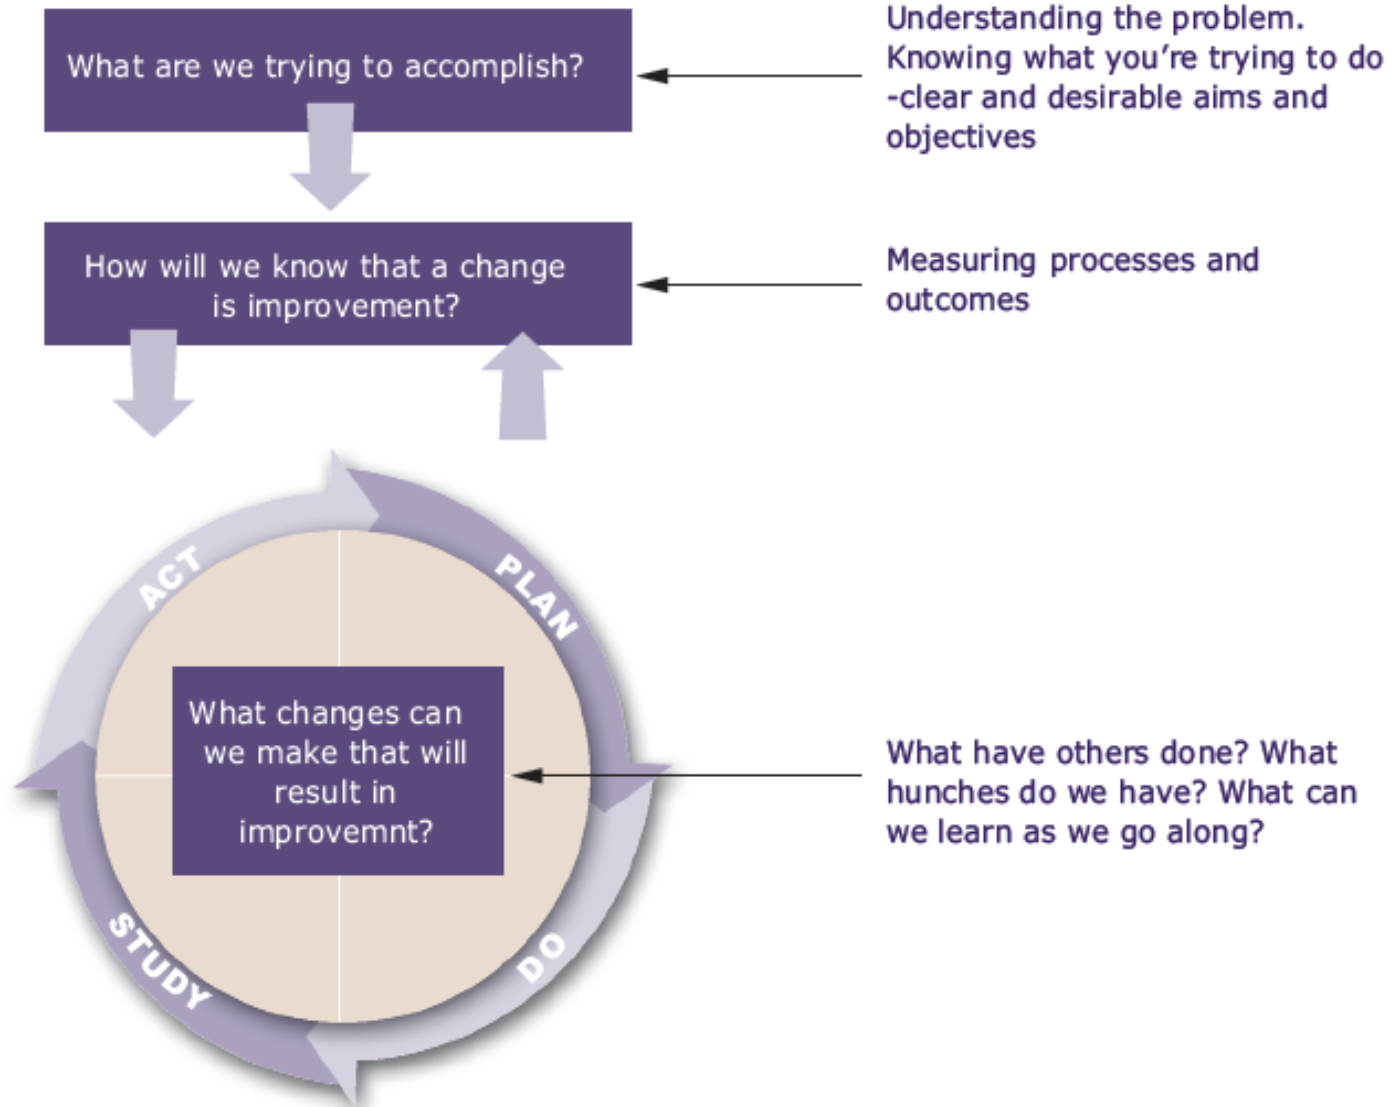 What are we trying to accomplish?
Understanding the problem.
Knowing what you're trying to do
-clear and desirable aims and
objectives
How will we know that a change
is improvement?
Measuring processes and
outcomes
ACT
PLAN
What changes can
we make that will
result in
improvemnt?
What have others done? What
hunches do we have? What can
we learn as we go along?
STUDY
DO